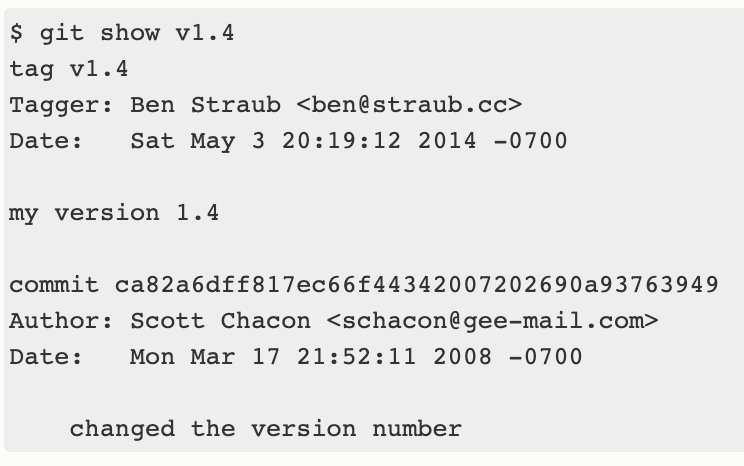 $ git show v1.4
tag v1.4
Tagger: Ben Straub <ben@straub.cc>
Date:   Sat May 3 20:19:12 2014 -0700

my version 1.4

commit ca82a6dff817ec66f44342007202690a93763949
Author: Scott Chacon <schacon@gee-mail.com>
Date:   Mon Mar 17 21:52:11 2008 -0700

    changed the version number